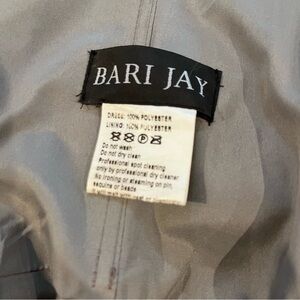 BARI JAY
DRESS: 100% POLYESTER
LINING: 100% POLYESTER
Do not wash
Do not dry clean
Professional spot cleaning
only by professional dry cleaner
No ironing or steaming on pin,
sequins or beads